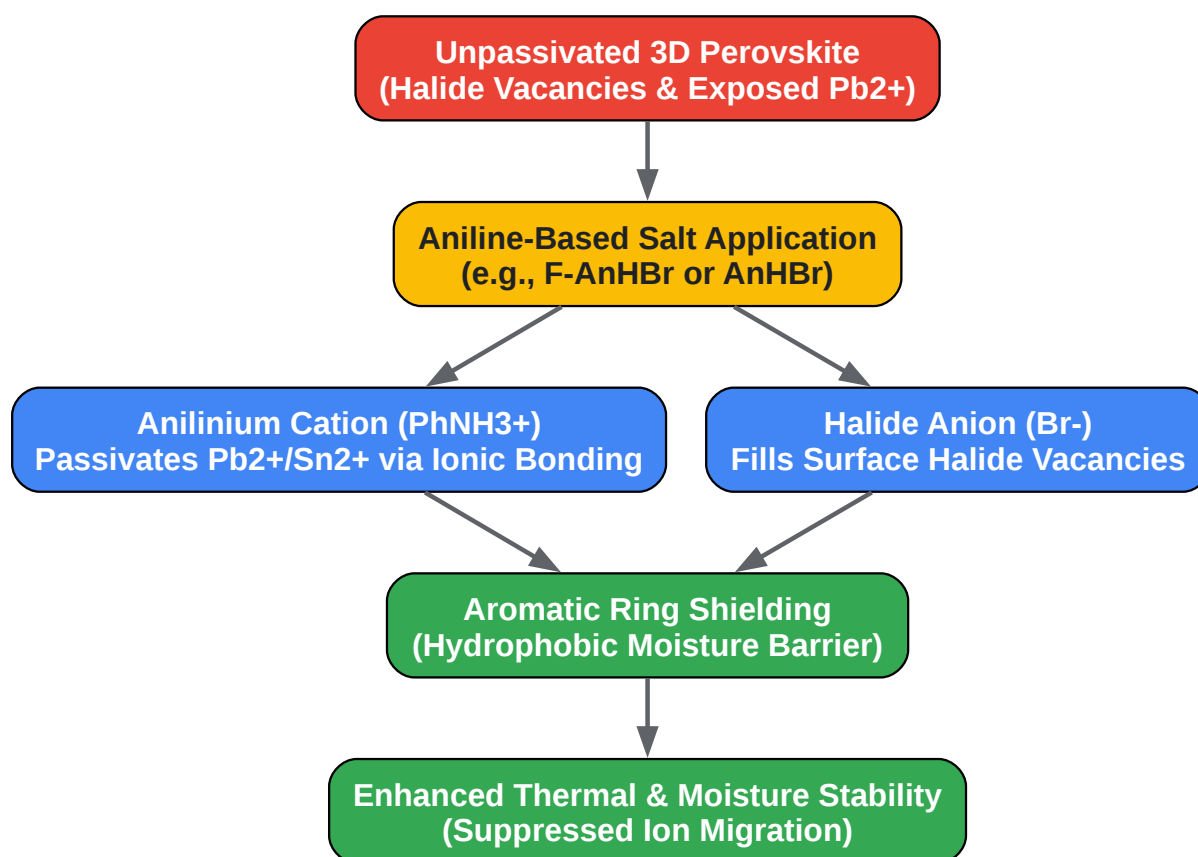 Unpassivated 3D Perovskite
(Halide Vacancies & Exposed Pb2+)
Aniline-Based Salt Application
(e.g., F-AnHBr or AnHBr)
Anilinium Cation (PhNH3+)
Passivates Pb2+/Sn2+ via Ionic Bonding
Halide Anion (Br-)
Fills Surface Halide Vacancies
Aromatic Ring Shielding
(Hydrophobic Moisture Barrier)
Enhanced Thermal & Moisture Stability
(Suppressed Ion Migration)